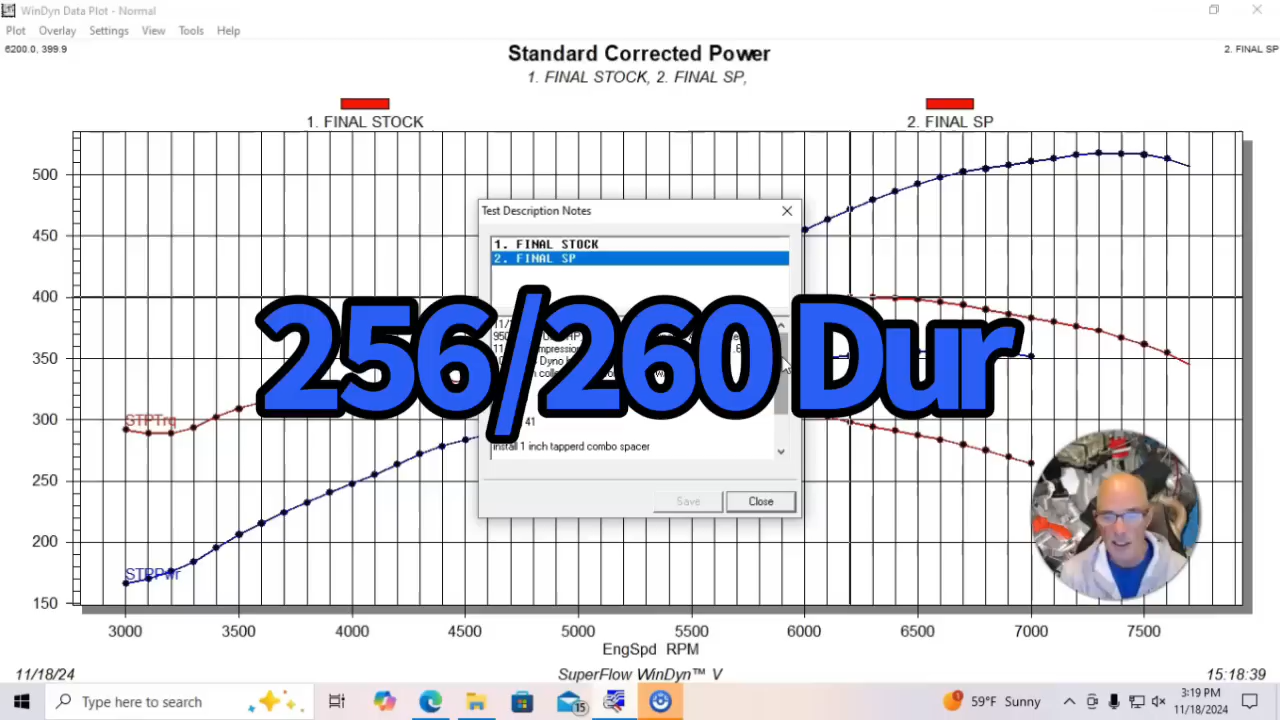 WinDyn Data Plot - Normal
Plot Overlay Settings View Tools Help
6200.0, 399.9
2. FINAL SP
Standard Corrected Power
1. FINAL STOCK, 2. FINAL SP,
1. FINAL STOCK
2. FINAL SP
500
450
400
350
300
250
200
150
STPTrq
STPPwr
Test Description Notes
1. FINAL STOCK
2. FINAL SP
256/260 Dur
41
install 1 inch tapperd combo spacer
Save Close
3000 3500 4000 4500 5000 5500 6000 6500 7000 7500
EngSpd RPM
11/18/24
SuperFlow WinDyn™ V
15:18:39
Type here to search
15
59°F Sunny
3:19 PM
11/18/2024